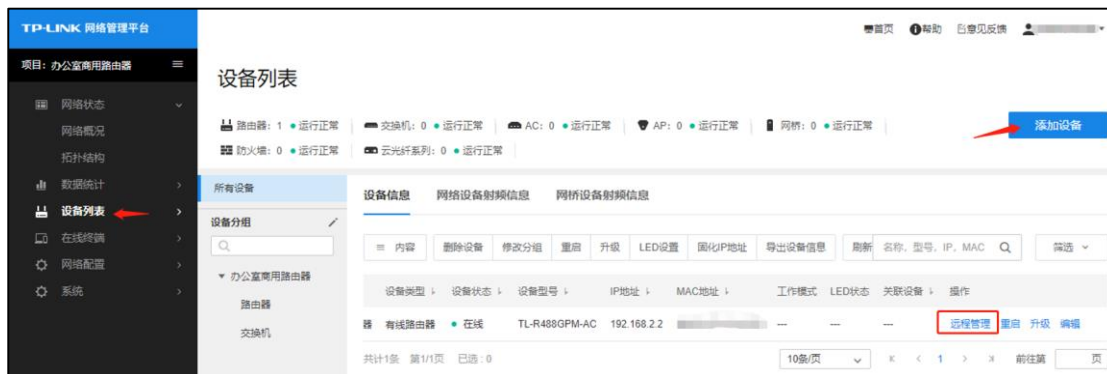 TP-LINK 网络管理平台
首页 帮助 意见反馈
项目: 办公室商用路由器
网络状态
网络概况
拓扑结构
数据统计
设备列表
在线终端
网络配置
系统
设备列表
路由器: 1 运行正常 交换机: 0 运行正常 AC: 0 运行正常 AP: 0 运行正常 网桥: 0 运行正常
防火墙: 0 运行正常 云光纤系列: 0 运行正常
添加设备
所有设备
设备分组
办公室商用路由器
路由器
交换机
设备信息 网络设备射频信息 网桥设备射频信息
内容 删除设备 修改分组 重启 升级 LED设置 固化IP地址 导出设备信息 刷新 名称, 型号, IP, MAC 筛选
设备类型 设备状态 设备型号 IP地址 MAC地址 工作模式 LED状态 关联设备 操作
器 有线路由器 在线 TL-R488GPM-AC 192.168.2.2 --- --- --- 远程管理 重启 升级 编辑
共计1条 第1/1页 已选: 0 10条/页 1 前往第 页